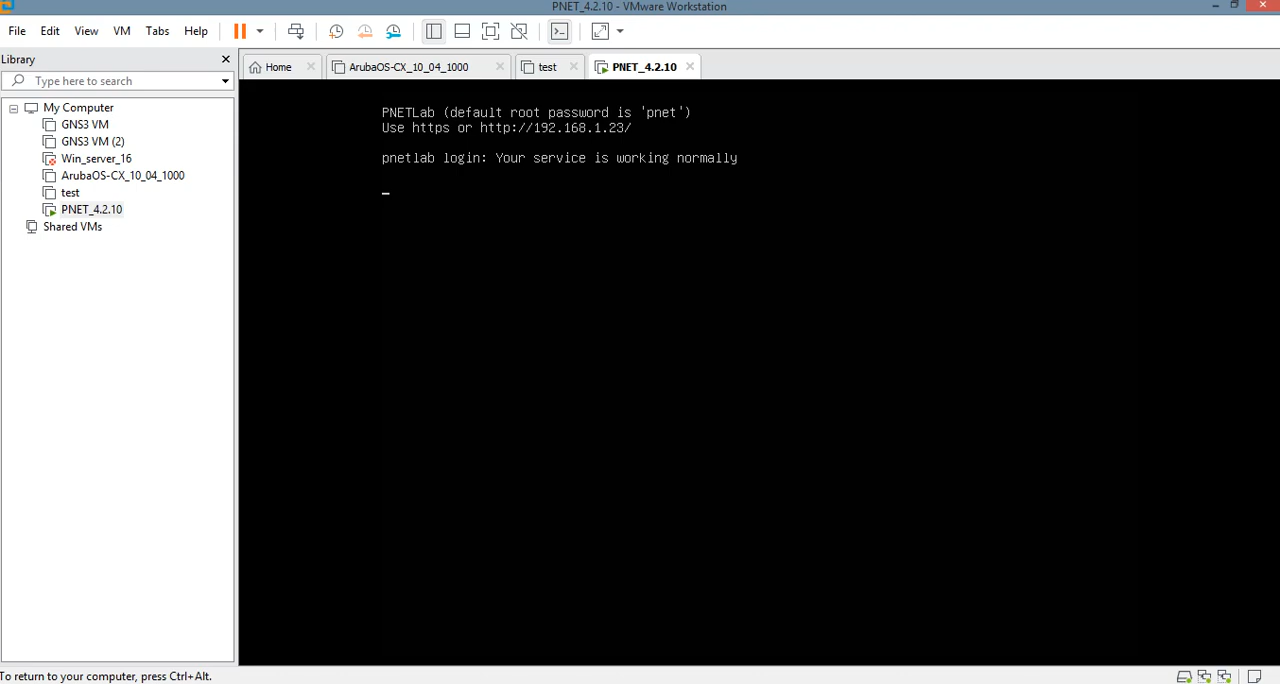 PNET_4.2.10 - VMware Workstation
File Edit View VM Tabs Help
Library
Type here to search
My Computer
GNS3 VM
GNS3 VM (2)
Win_server_16
ArubaOS-CX_10_04_1000
test
PNET_4.2.10
Shared VMs
Home ArubaOS-CX_10_04_1000 test PNET_4.2.10
PNETLab (default root password is 'pnet')
Use https or http://192.168.1.23/
pnetlab login: Your service is working normally
To return to your computer, press Ctrl+Alt.